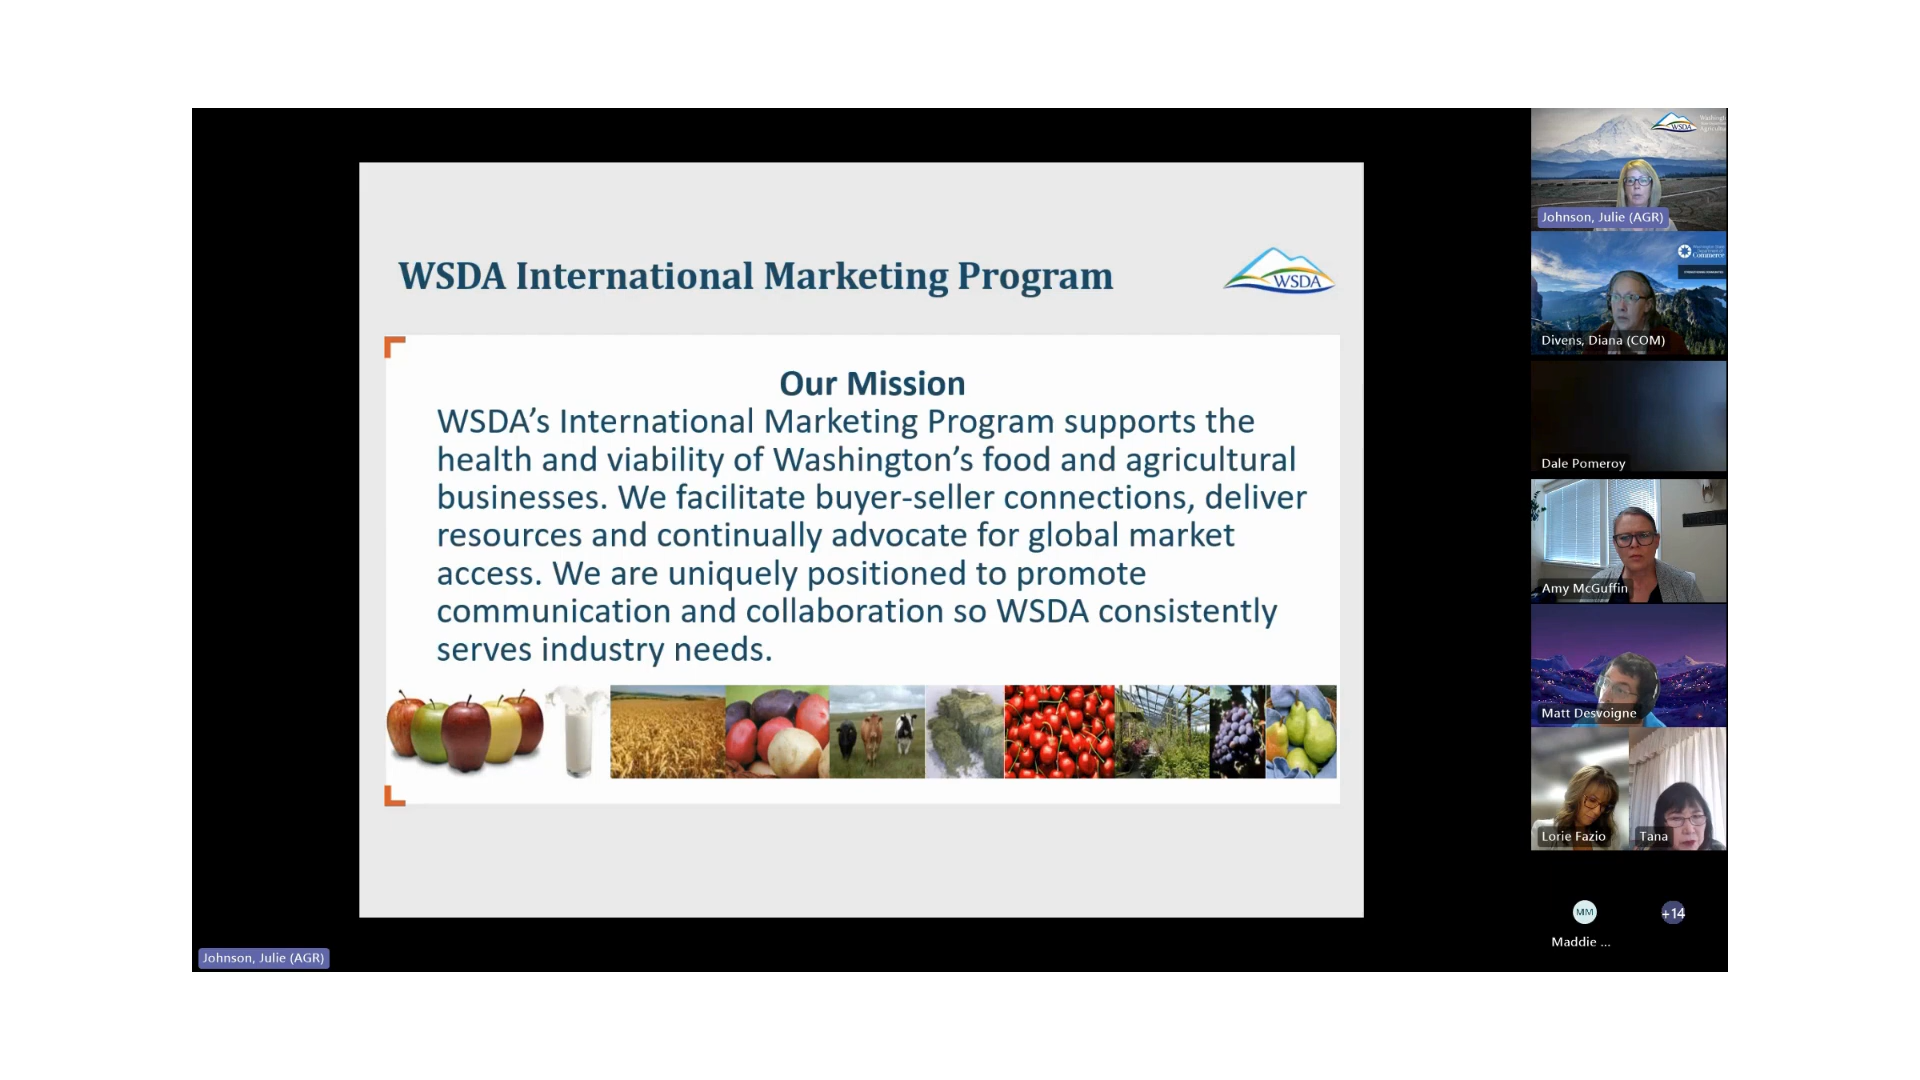 WSDA International Marketing Program
WSDA
Our Mission
WSDA's International Marketing Program supports the
health and viability of Washington's food and agricultural
businesses. We facilitate buyer-seller connections, deliver
resources and continually advocate for global market
access. We are uniquely positioned to promote
communication and collaboration so WSDA consistently
serves industry needs.
Johnson, Julie (AGR)
WSDA
Johnson, Julie (AGR)
Commerce
Divens, Diana (COM)
Dale Pomeroy
Amy McGuffin
Matt Desvoigne
Lorie Fazio
Tana
MM
+14
Maddie ...